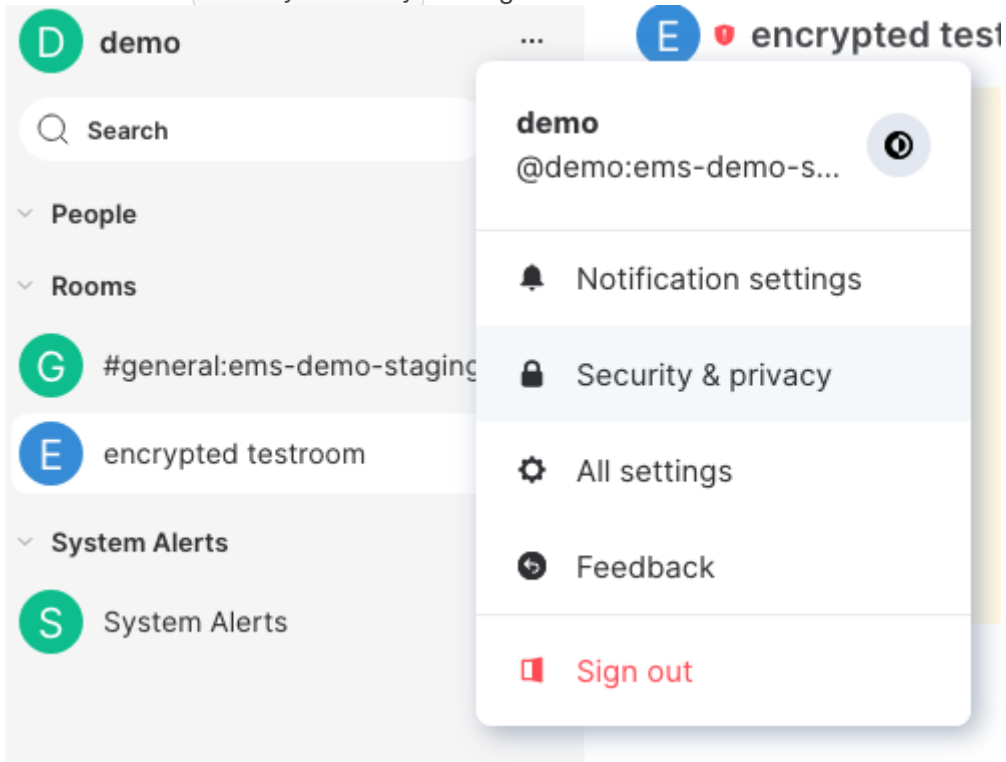 D demo ...
E encrypted test
Search
demo
@demo:ems-demo-s...
People
Rooms
G #general:ems-demo-staging
E encrypted testroom
System Alerts
S System Alerts
Notification settings
Security & privacy
All settings
Feedback
Sign out